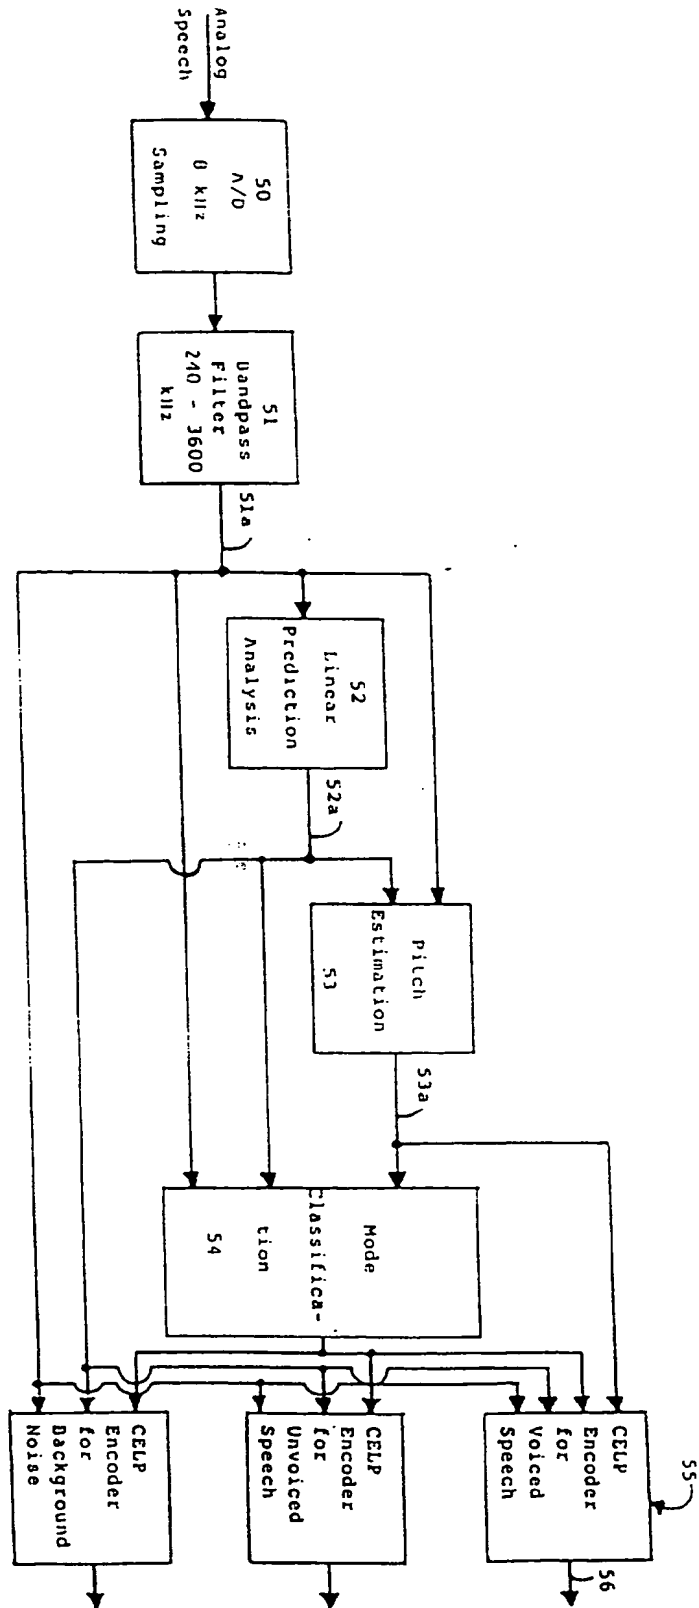 Analog
Speech
50
A/D
8 kHz
Sampling
51
Bandpass
Filter
240 - 3600
kHz
51a
52
Linear
Prediction
Analysis
52a
Pitch
Estimation
53
53a
Mode
Classifica-
tion
54
55
CELP
Encoder
for
Voiced
Speech
56
CELP
Encoder
for
Unvoiced
Speech
CELP
Encoder
for
Background
Noise